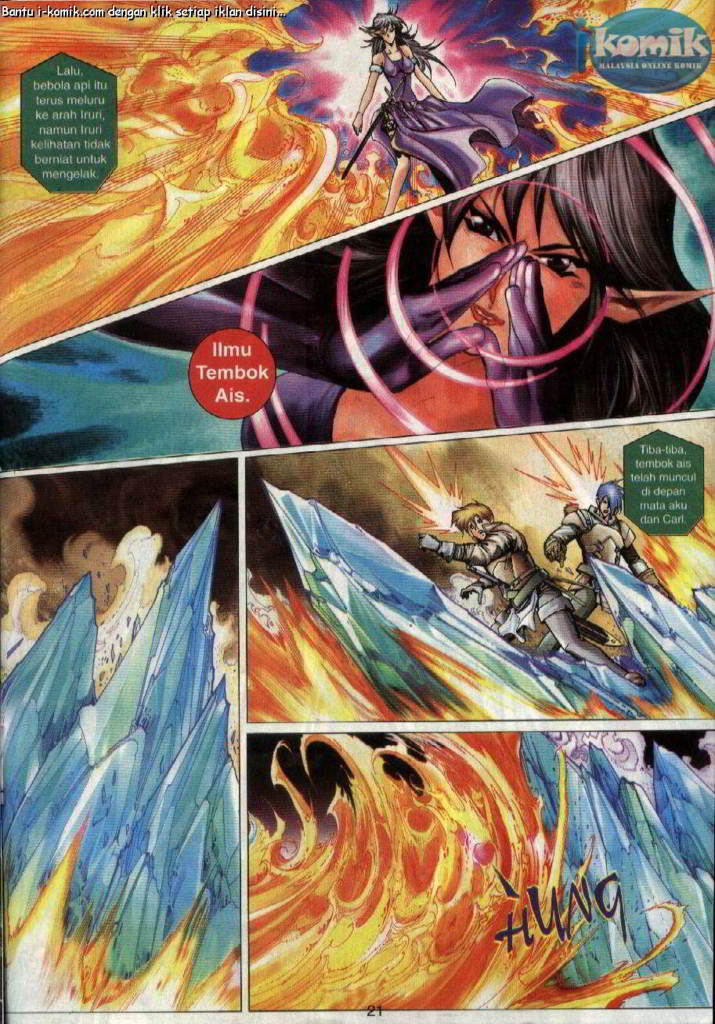 Bantu i-komik.com dengan klik setiap iklan disini...
komik
MALAYSIA ONLINE KOMIK
Lalu,
bebola api itu
terus meluru
ke arah Iruri,
namun Iruri
kelihatan tidak
berniat untuk
mengelak.
Ilmu
Tembok
Ais.
Tiba-tiba,
tembok ais
telah muncul
di depan
mata aku
dan Carl.
HUNG
21